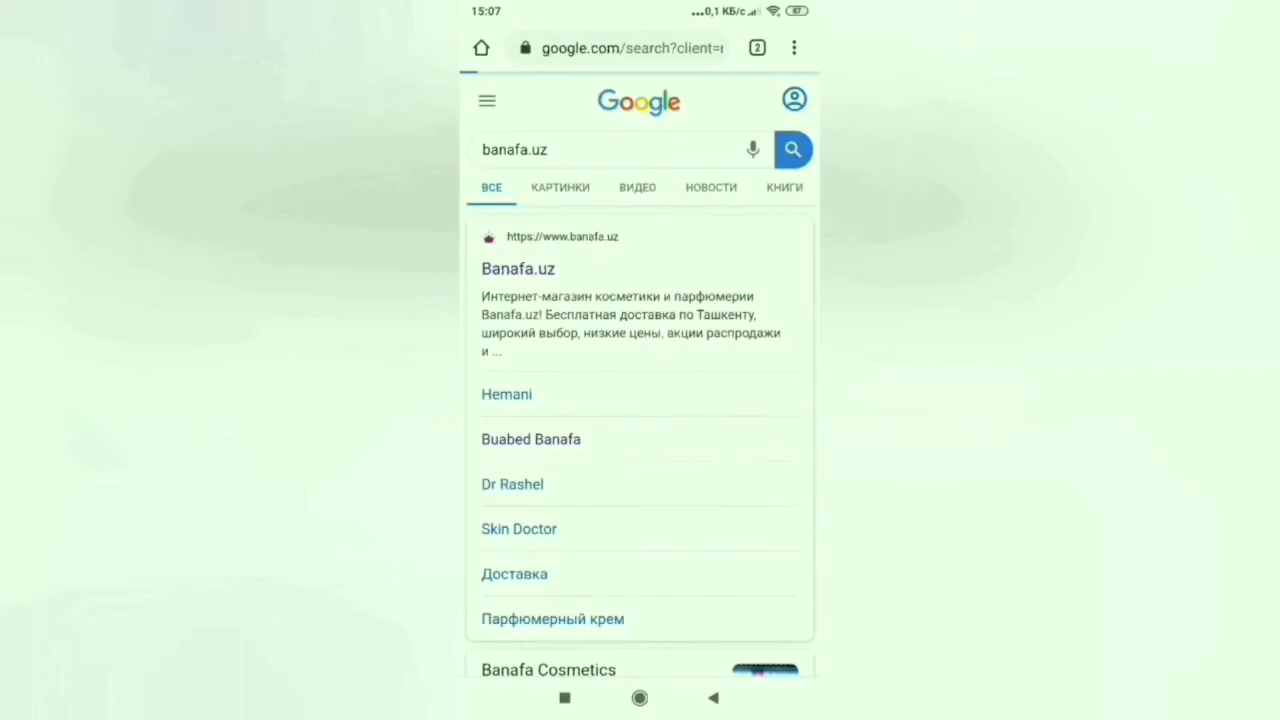 15:07
...0,1 КБ/с
87
google.com/search?client=
2
Google
banafa.uz
ВСЕ КАРТИНКИ ВИДЕО НОВОСТИ КНИГИ
https://www.banafa.uz
Banafa.uz
Интернет-магазин косметики и парфюмерии
Banafa.uz! Бесплатная доставка по Ташкенту,
широкий выбор, низкие цены, акции распродажи
и ...
Hemani
Buabed Banafa
Dr Rashel
Skin Doctor
Доставка
Парфюмерный крем
Banafa Cosmetics